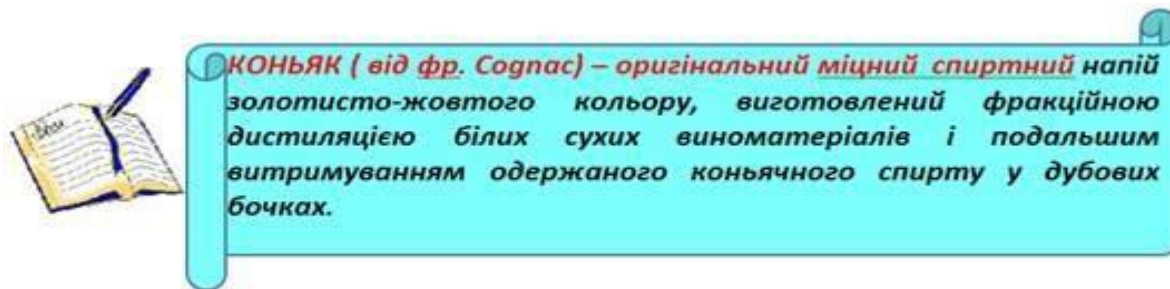 КОНЬЯК ( від фр. Cognac) – оригінальний міцний спиртний напій
золотисто-жовтого кольору, виготовлений фракційною
дистиляцією білих сухих виноматеріалів і подальшим
витримуванням одержаного коньячного спирту у дубових
бочках.